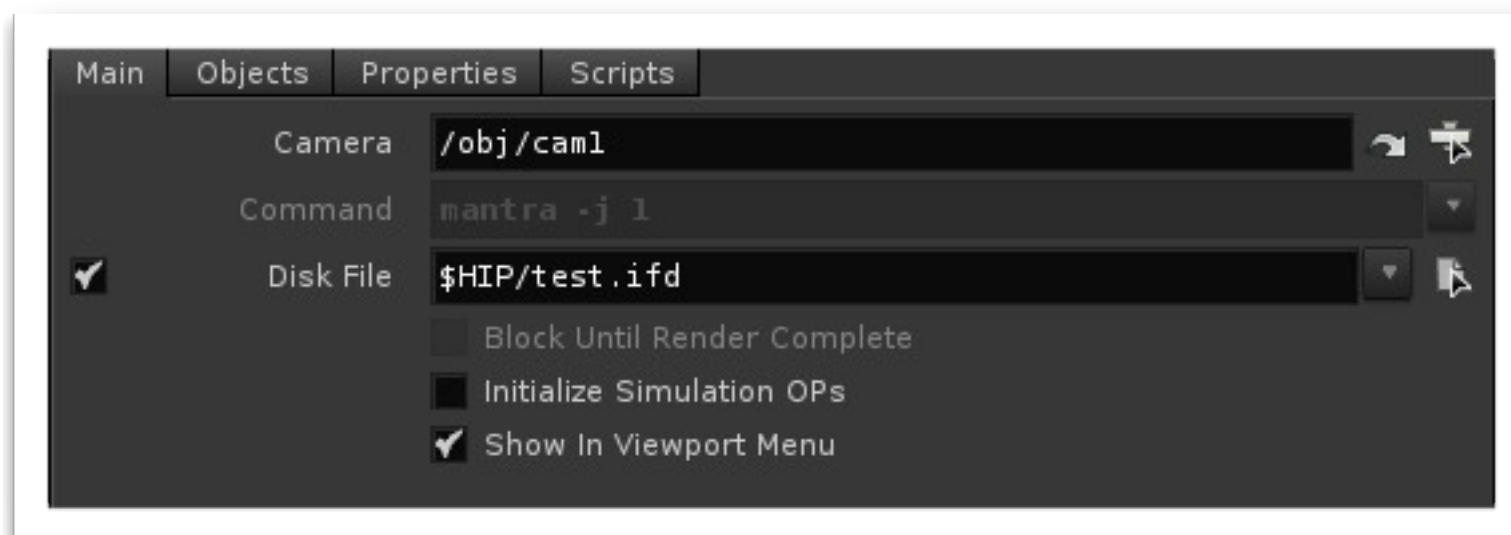 Main Objects Properties Scripts
Camera /obj/cam1
Command mantra -j 1
Disk File $HIP/test.ifd
Block Until Render Complete
Initialize Simulation OPs
Show In Viewport Menu